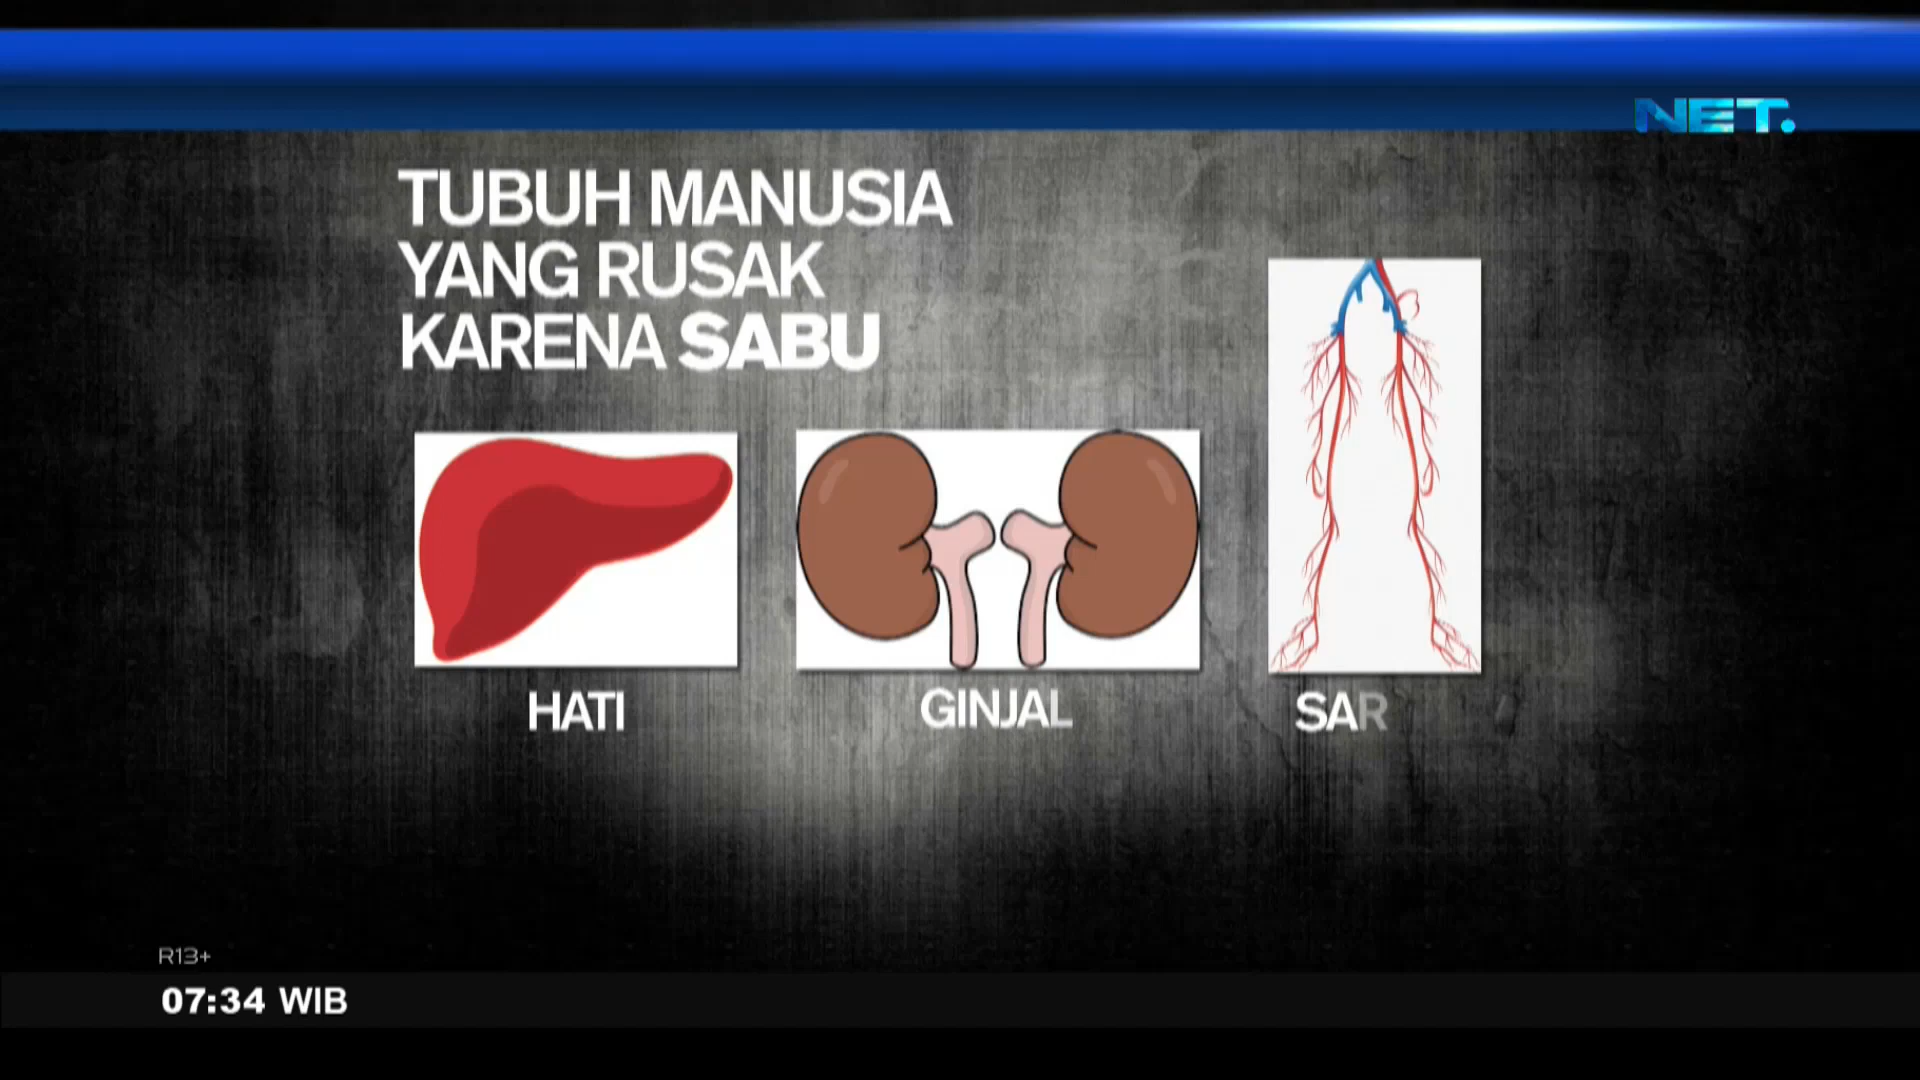 NET.
TUBUH MANUSIA
YANG RUSAK
KARENA SABU
HATI
GINJAL
SAR
R13+
07:34 WIB